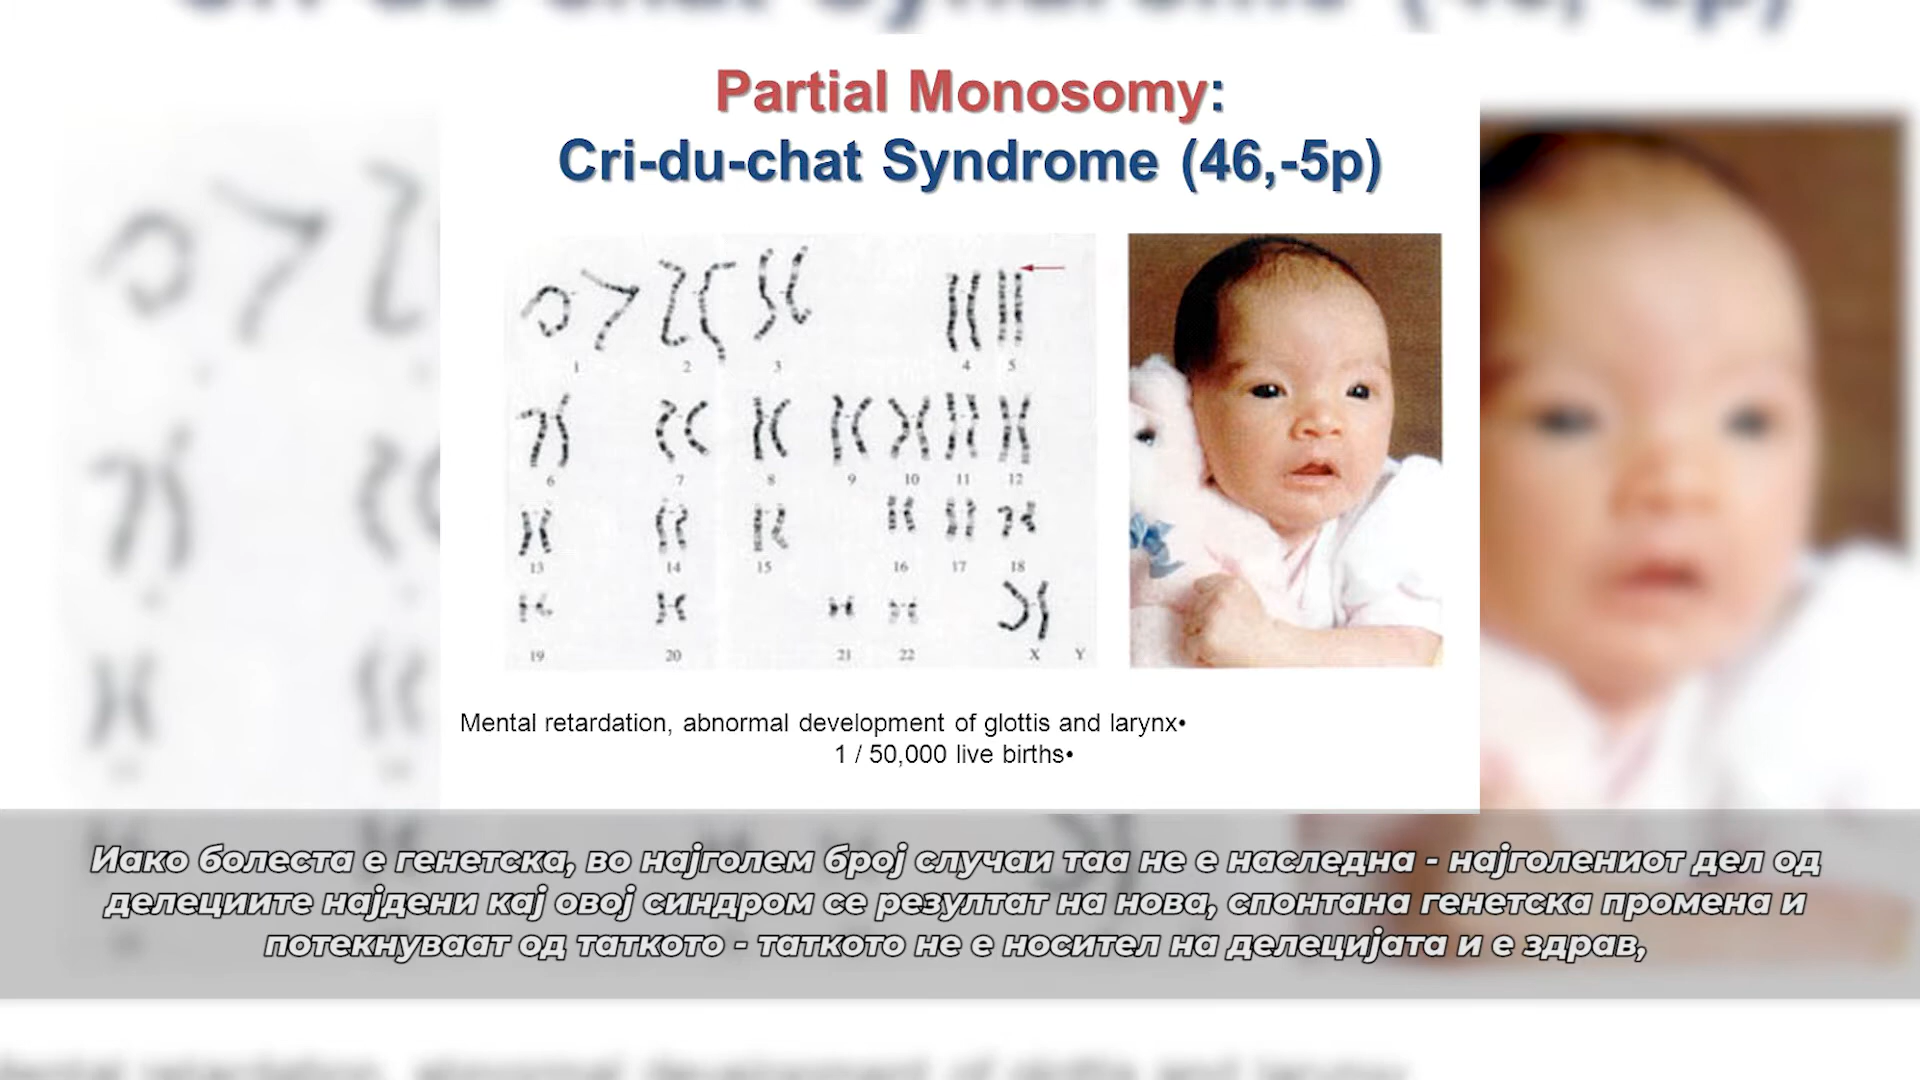 Partial Monosomy:
Cri-du-chat Syndrome (46,-5p)
1 2 3 4 5
6 7 8 9 10 11 12
13 14 15 16 17 18
19 20 21 22 X Y
Mental retardation, abnormal development of glottis and larynx•
1 / 50,000 live births•
Иако болеста е генетска, во најголем број случаи таа не е наследна - најголениот дел од
делециите најдени кај овој синдром се резултат на нова, спонтана генетска промена и
потекнуваат од таткото - таткото не е носител на делецијата и е здрав,